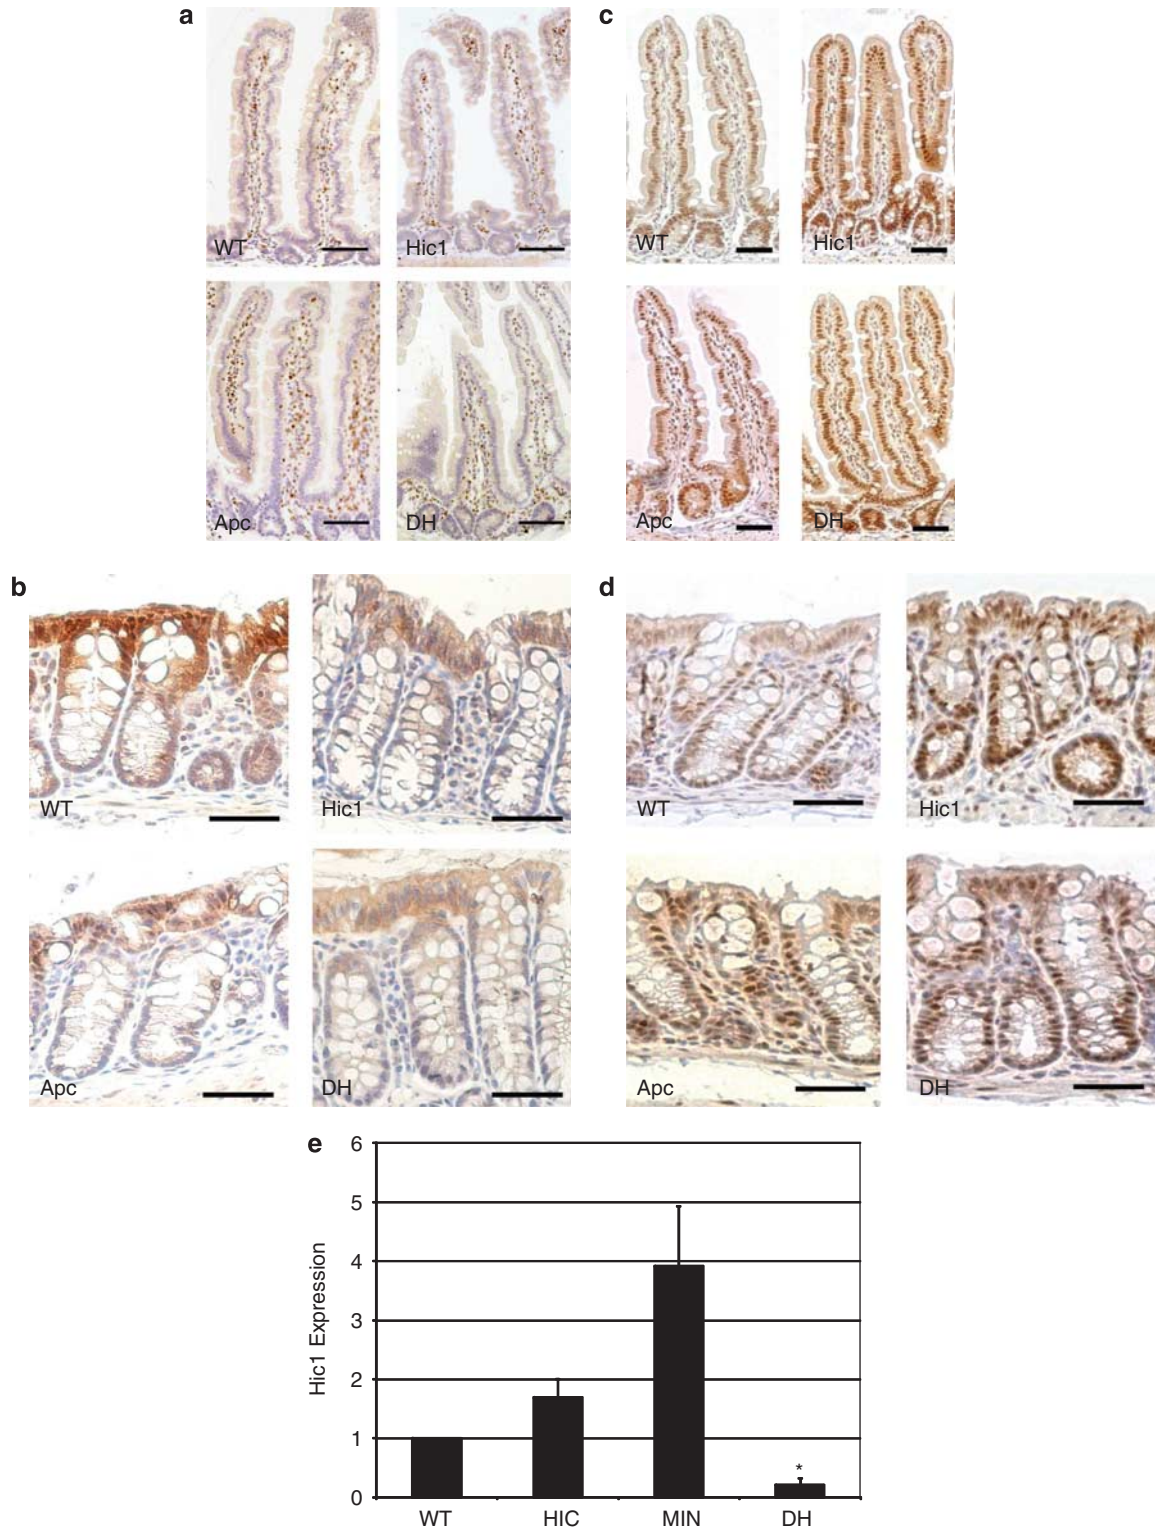 a
WT
Hic1
Apc
DH
c
WT
Hic1
Apc
DH
b
WT
Hic1
Apc
DH
d
WT
Hic1
Apc
DH
e
Hic1 Expression
6
5
4
3
2
1
0
*
WT HIC MIN DH